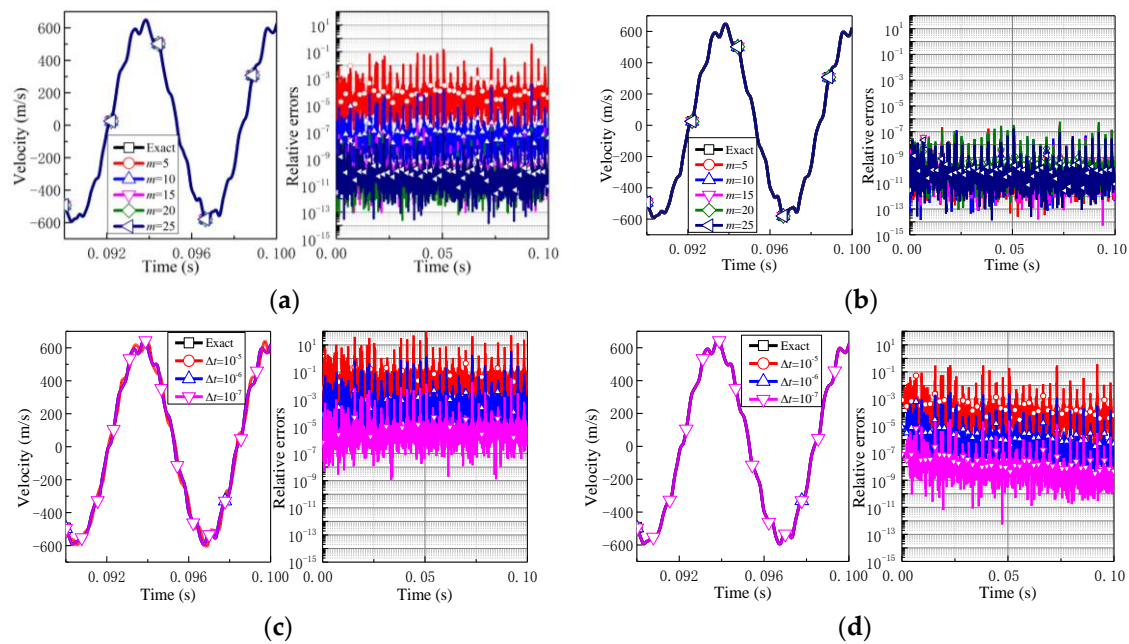 600
400
200
0
−200
−400
−600
Velocity (m/s)
Exact
m=5
m=10
m=15
m=20
m=25
0. 092
0. 096
0. 100
Time (s)
10^1
10^-1
10^-3
10^-5
10^-7
10^-9
10^-11
10^-13
10^-15
Relative errors
0. 00
0. 05
0. 10
Time (s)
(a)
600
400
200
0
−200
−400
−600
Velocity (m/s)
Exact
m=5
m=10
m=15
m=20
m=25
0. 092
0. 096
0. 100
Time (s)
10^1
10^-1
10^-3
10^-5
10^-7
10^-9
10^-11
10^-13
10^-15
Relative errors
0. 00
0. 05
0. 10
Time (s)
(b)
600
400
200
0
−200
−400
−600
Velocity (m/s)
Exact
Δt=10^-5
Δt=10^-6
Δt=10^-7
0. 092
0. 096
0. 100
Time (s)
10^1
10^-1
10^-3
10^-5
10^-7
10^-9
10^-11
10^-13
10^-15
Relative errors
0. 00
0. 05
0. 10
Time (s)
(c)
600
400
200
0
−200
−400
−600
Velocity (m/s)
Exact
Δt=10^-5
Δt=10^-6
Δt=10^-7
0. 092
0. 096
0. 100
Time (s)
10^1
10^-1
10^-3
10^-5
10^-7
10^-9
10^-11
10^-13
10^-15
Relative errors
0. 00
0. 05
0. 10
Time (s)
(d)